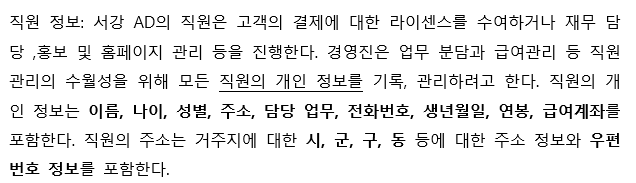 직원 정보: 서강 AD의 직원은 고객의 결제에 대한 라이센스를 수여하거나 재무 담
당 ,홍보 및 홈페이지 관리 등을 진행한다. 경영진은 업무 분담과 급여관리 등 직원
관리의 수월성을 위해 모든 직원의 개인 정보를 기록, 관리하려고 한다. 직원의 개
인 정보는 이름, 나이, 성별, 주소, 담당 업무, 전화번호, 생년월일, 연봉, 급여계좌를
포함한다. 직원의 주소는 거주지에 대한 시, 군, 구, 동 등에 대한 주소 정보와 우편
번호 정보를 포함한다.